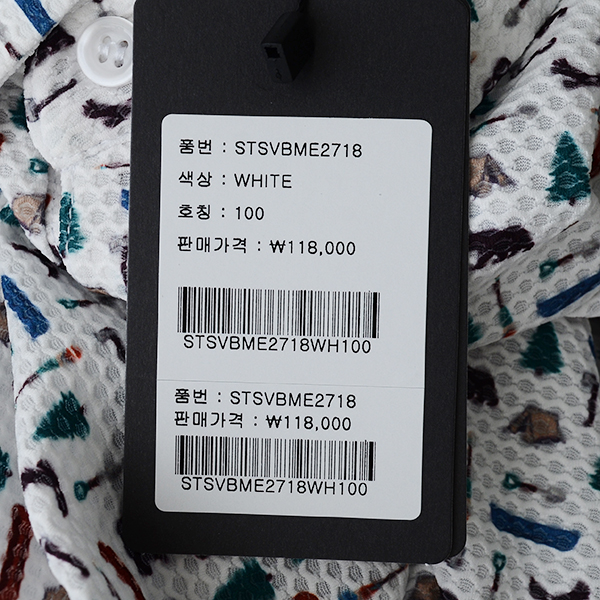 품번 : STSVBME2718
색상 : WHITE
호칭 : 100
판매가격 : ₩118,000
STSVBME2718WH100
품번 : STSVBME2718
판매가격 : ₩118,000
STSVBME2718WH100